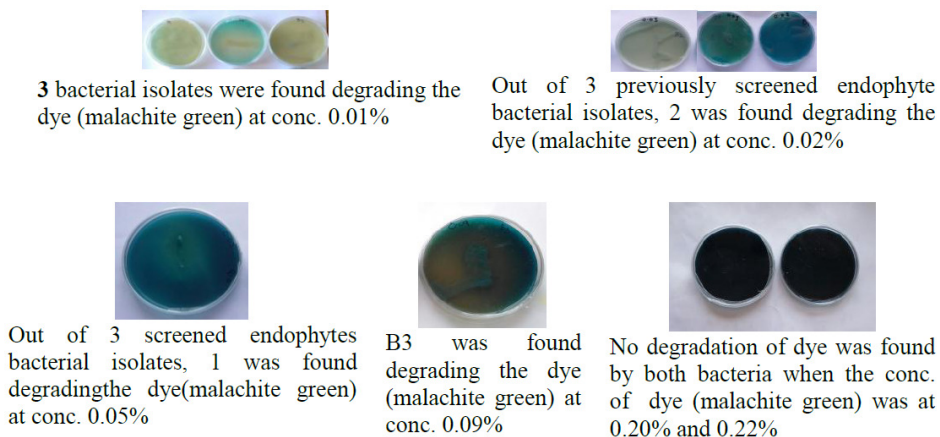 3 bacterial isolates were found degrading the
dye (malachite green) at conc. 0.01%
Out of 3 previously screened endophyte
bacterial isolates, 2 was found degrading the
dye (malachite green) at conc. 0.02%
Out of 3 screened endophytes
bacterial isolates, 1 was found
degradingthe dye(malachite green)
at conc. 0.05%
B3 was found
degrading the dye
(malachite green) at
conc. 0.09%
No degradation of dye was found
by both bacteria when the conc.
of dye (malachite green) was at
0.20% and 0.22%